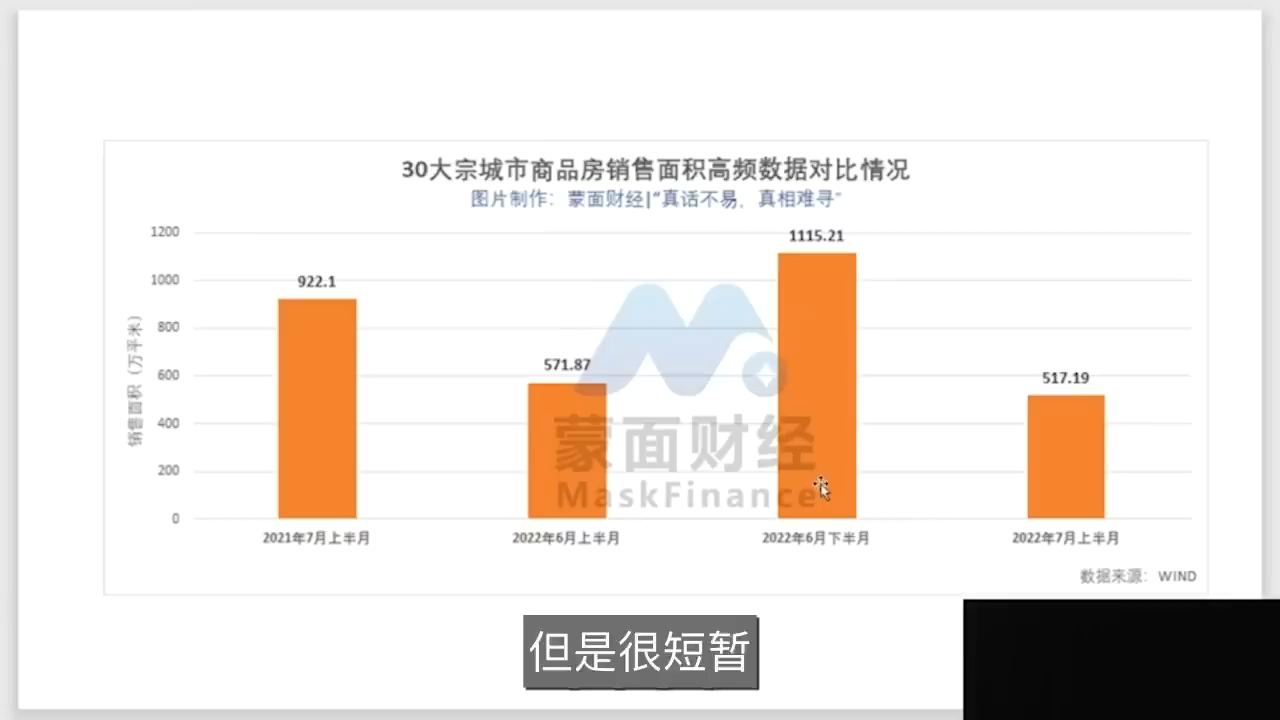 30大宗城市商品房销售面积高频数据对比情况
图片制作：蒙面财经|“真话不易，真相难寻”
销售面积（万平米）
1200
1000
800
600
400
200
0
922.1
571.87
1115.21
517.19
蒙面财经
MaskFinance
2021年7月上半月
2022年6月上半月
2022年6月下半月
2022年7月上半月
数据来源：WIND
但是很短暂